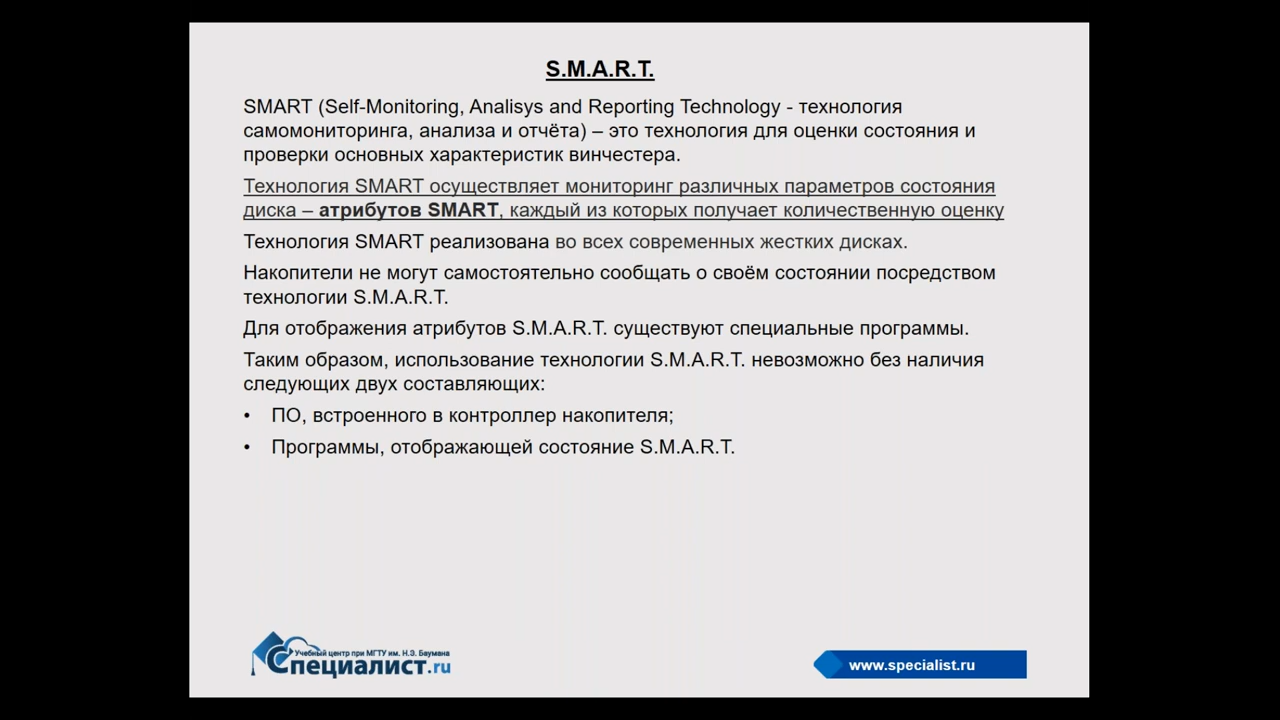 S.M.A.R.T.
SMART (Self-Monitoring, Analisys and Reporting Technology - технология
самомониторинга, анализа и отчёта) – это технология для оценки состояния и
проверки основных характеристик винчестера.
Технология SMART осуществляет мониторинг различных параметров состояния
диска – атрибутов SMART, каждый из которых получает количественную оценку
Технология SMART реализована во всех современных жестких дисках.
Накопители не могут самостоятельно сообщать о своём состоянии посредством
технологии S.M.A.R.T.
Для отображения атрибутов S.M.A.R.T. существуют специальные программы.
Таким образом, использование технологии S.M.A.R.T. невозможно без наличия
следующих двух составляющих:
• ПО, встроенного в контроллер накопителя;
• Программы, отображающей состояние S.M.A.R.T.
Учебный центр при МГТУ им. Н.Э. Баумана
Специалист.ru
www.specialist.ru